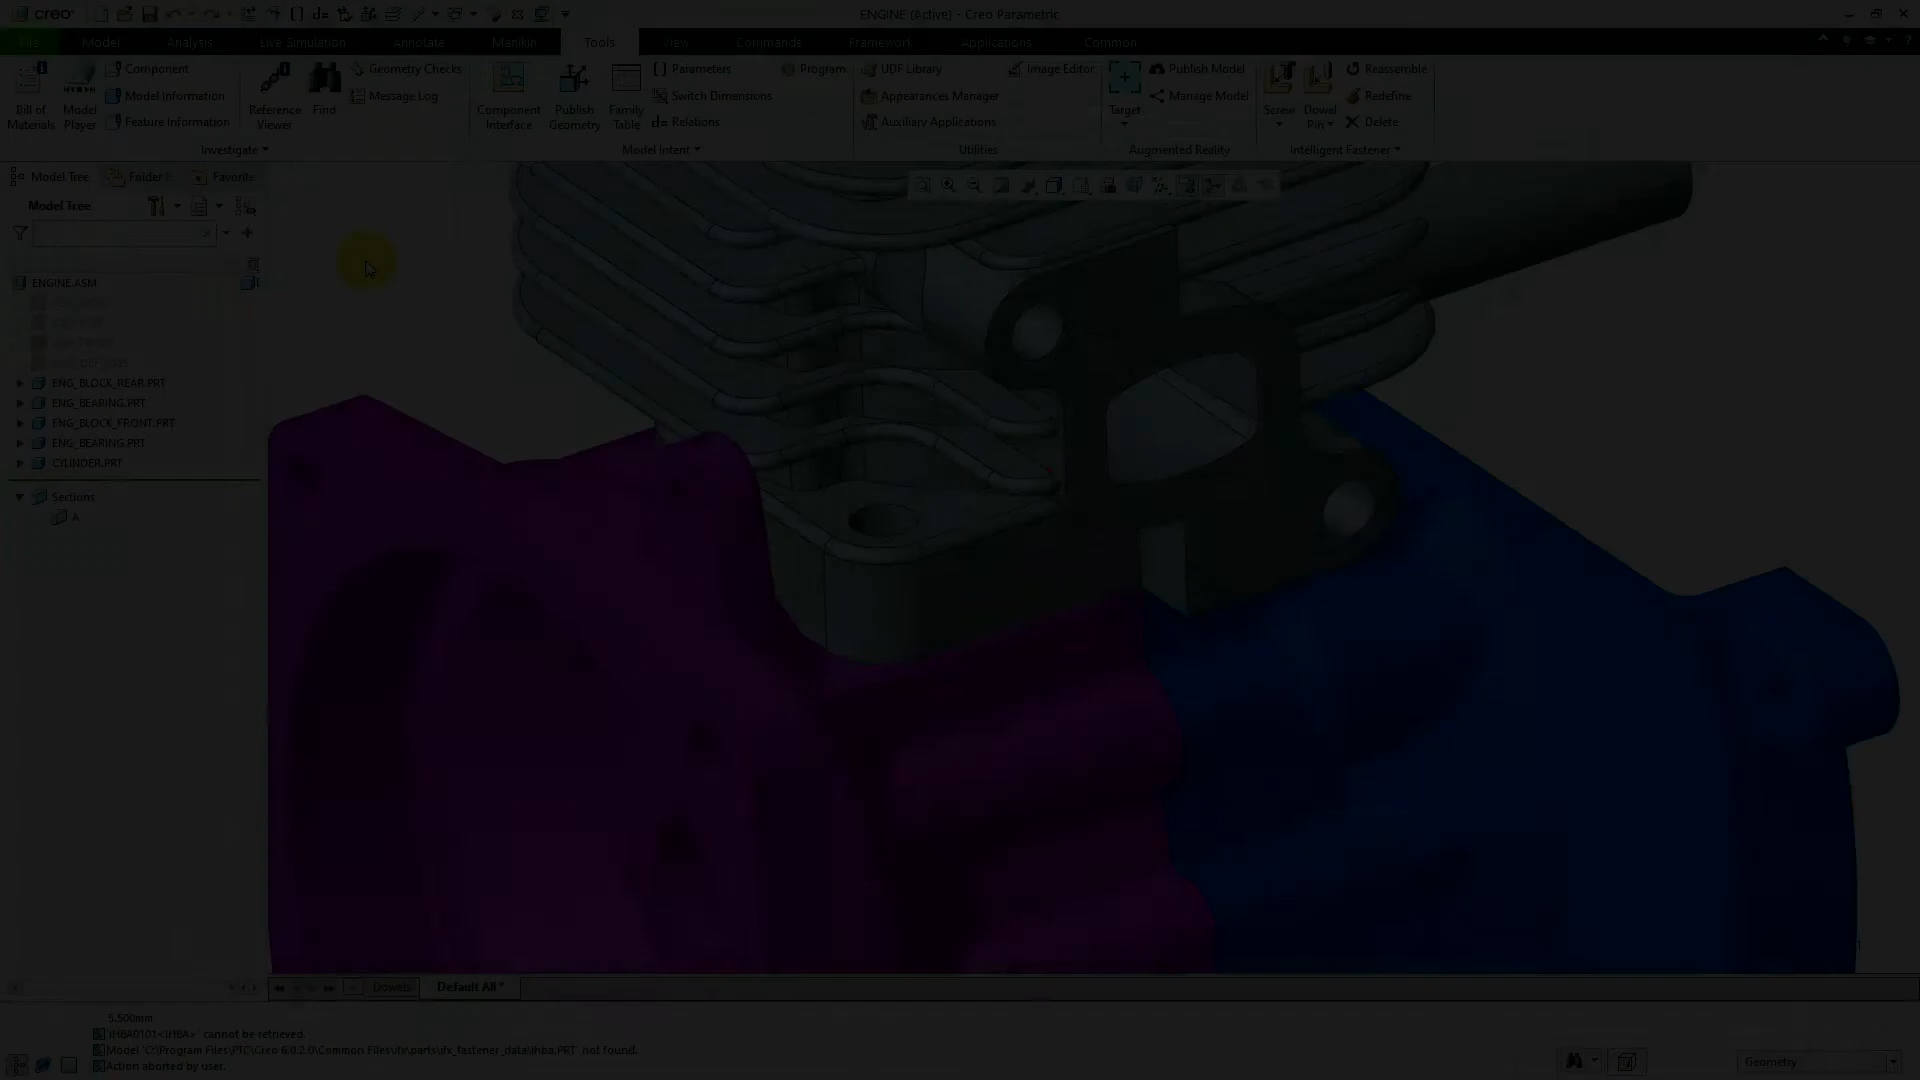 creo
ENGINE (Active) - Creo Parametric
File Model Analysis Live Simulation Annotate Manikin Tools View Commands Framework Applications Common
Bill of Materials
Model Player
Component
Model Information
Feature Information
Reference Viewer
Find
Geometry Checks
Message Log
Investigate
Component Interface
Publish Geometry
Family Table
Parameters
Switch Dimensions
d= Relations
Program
Model Intent
UDF Library
Appearances Manager
Auxiliary Applications
Image Editor
Utilities
Target
Publish Model
Manage Model
Augmented Reality
Screw
Dowel Pin
Reassemble
Redefine
Delete
Intelligent Fastener
Model Tree
Favorite
Model Tree
ENGINE.ASM
ENG_BLOCK_REAR.PRT
ENG_BEARING.PRT
ENG_BLOCK_FRONT.PRT
ENG_BEARING.PRT
CYLINDER.PRT
Sections
A
Dowels
Default All *
5.500mm
'IHBA0101<IHBA>' cannot be retrieved.
Model 'C:\Program Files\PTC\Creo 6.0.2.0\Common Files\ifx\parts\ifx_fastener_data\ihba.PRT' not found.
Action aborted by user.
Geometry